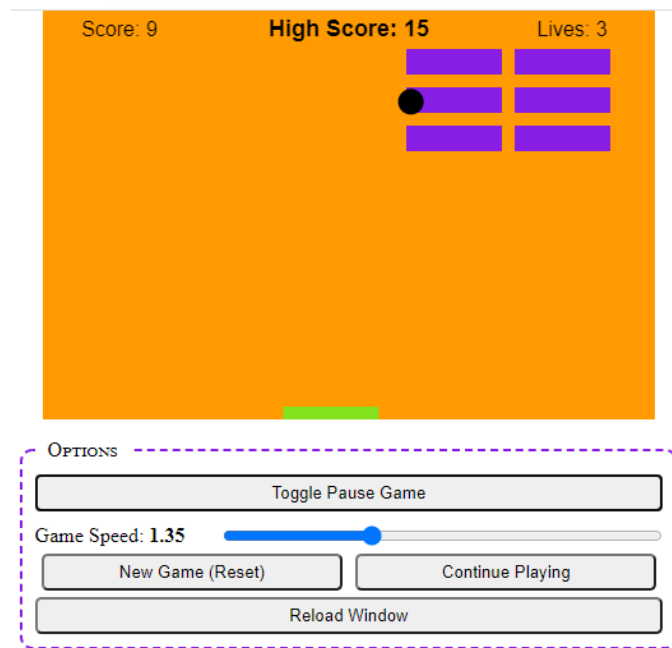 Score: 9 High Score: 15 Lives: 3
Options
Toggle Pause Game
Game Speed: 1.35
New Game (Reset) Continue Playing
Reload Window